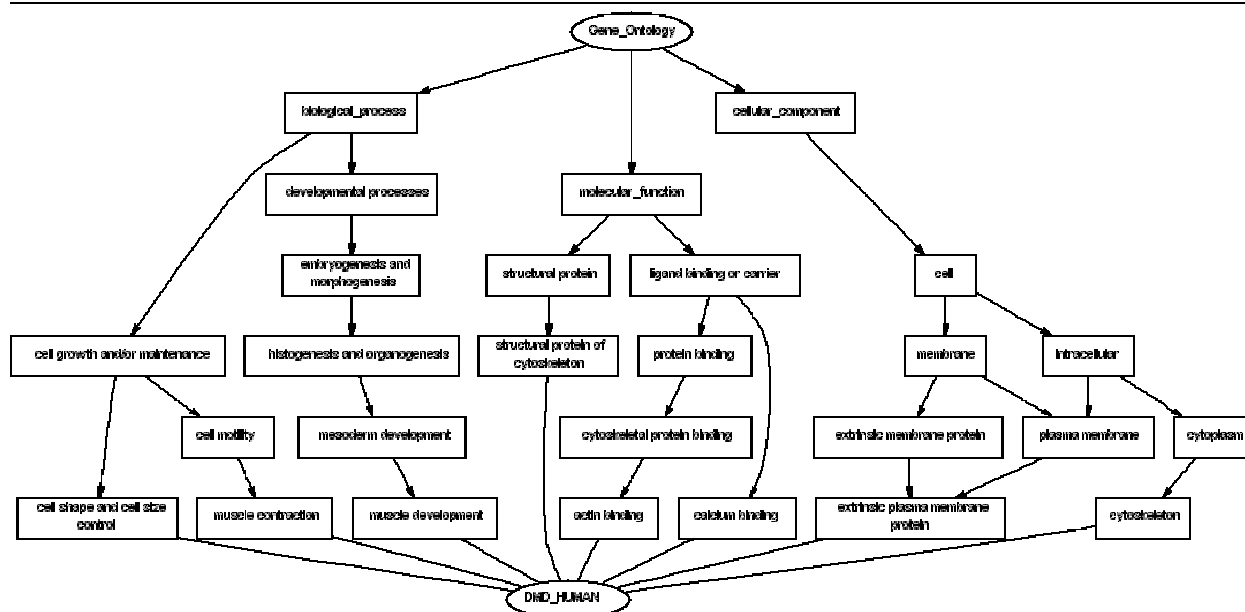 Gene_Ontology
biological_process
cellular_component
developmental processes
molecular_function
embryogenesis and
morphogenesis
structural protein
ligand binding or carrier
cell
cell growth and/or maintenance
histogenesis and organogenesis
structural protein of
cytoskeleton
protein binding
membrane
intracellular
cell motility
mesoderm development
cytoskeletal protein binding
extrinsic membrane protein
plasma membrane
cytoplasm
cell shape and cell size
control
muscle contraction
muscle development
actin binding
calcium binding
extrinsic plasma membrane
protein
cytoskeleton
DMD_HUMAN